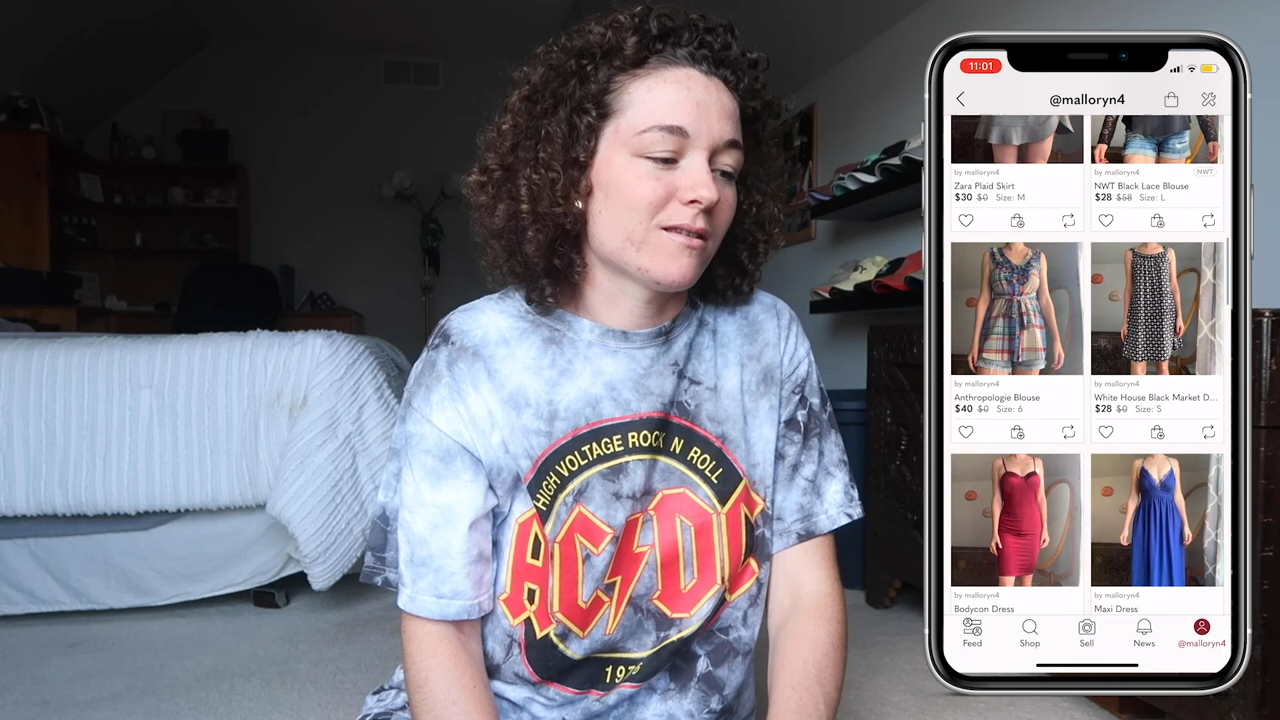 HIGH VOLTAGE ROCK N ROLL
AC/DC
1976
11:01
@malloryn4
by malloryn4
Zara Plaid Skirt
$30 $0 Size: M
by malloryn4 NWT
NWT Black Lace Blouse
$28 $58 Size: L
by malloryn4
Anthropologie Blouse
$40 $0 Size: 6
by malloryn4
White House Black Market D...
$28 $0 Size: S
by malloryn4
Bodycon Dress
by malloryn4
Maxi Dress
Feed
Shop
Sell
News
@malloryn4